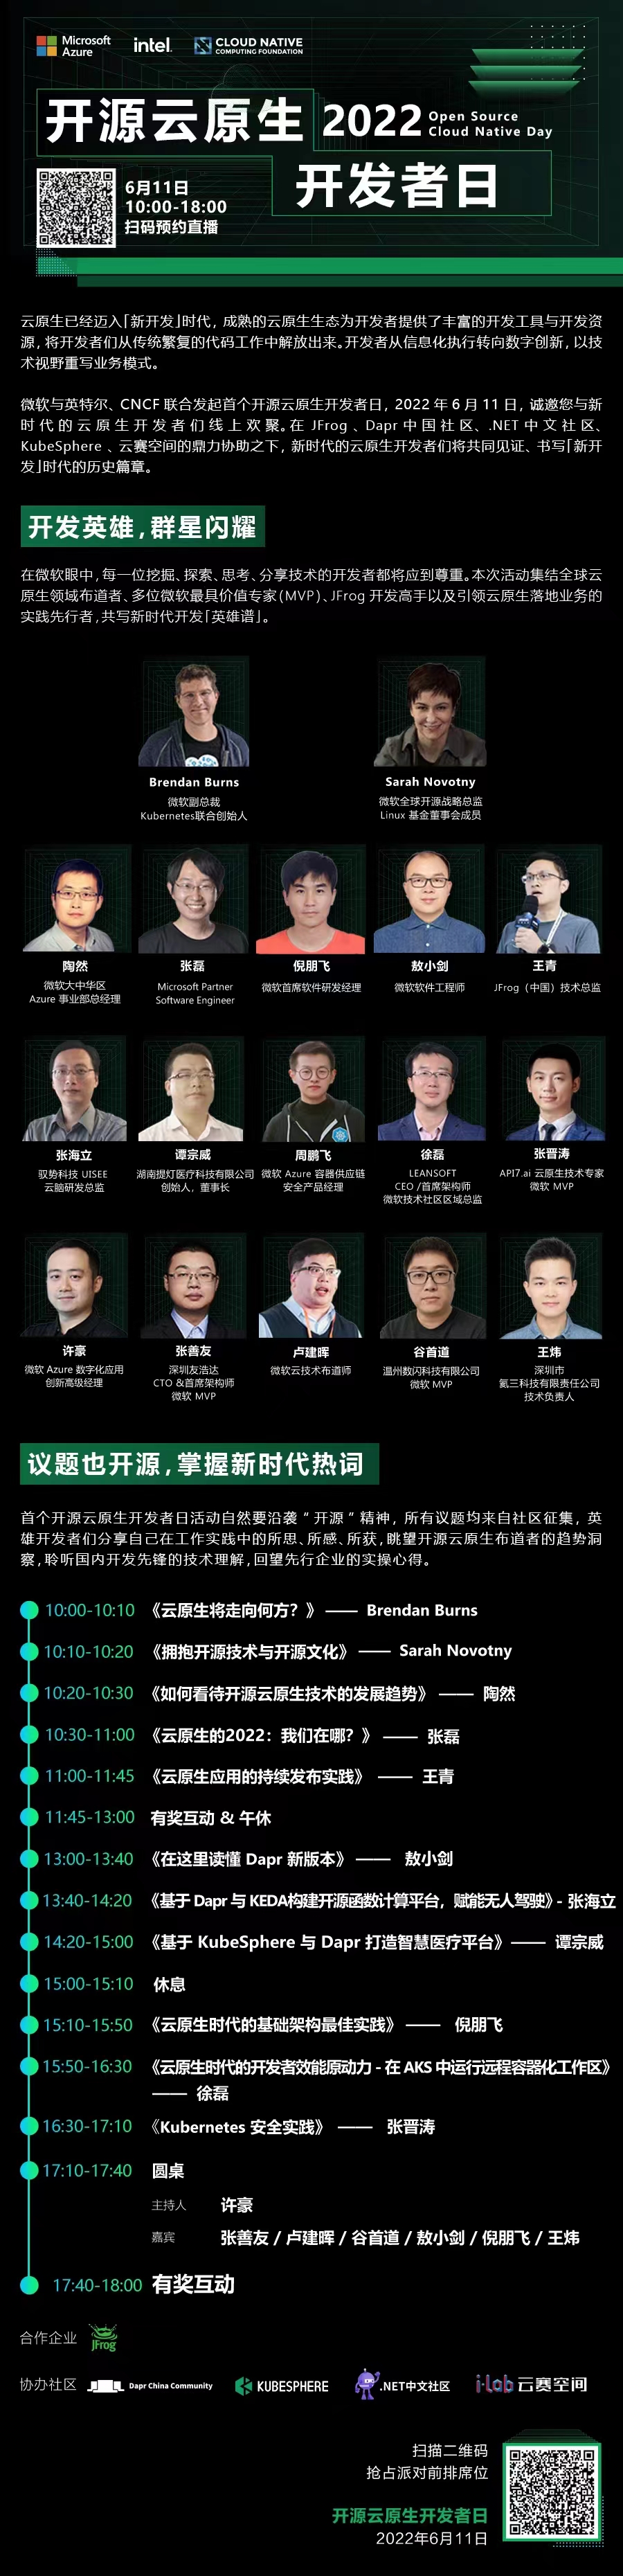 Microsoft
Azure
intel.
CLOUD NATIVE
COMPUTING FOUNDATION
开源云原生 2022
Open Source
Cloud Native Day
开发者日
6月11日
10:00-18:00
扫码预约直播
云原生已经迈入「新开发」时代，成熟的云原生生态为开发者提供了丰富的开发工具与开发资
源，将开发者们从传统繁复的代码工作中解放出来。开发者从信息化执行转向数字创新，以技
术视野重写业务模式。
微软与英特尔、CNCF 联合发起首个开源云原生开发者日，2022 年 6 月 11 日，诚邀您与新
时代的云原生开发者们线上欢聚。在 JFrog 、Dapr 中国社区、.NET 中文社区、
KubeSphere 、云赛空间的鼎力协助之下，新时代的云原生开发者们将共同见证、书写「新开
发」时代的历史篇章。
开发英雄，群星闪耀
在微软眼中，每一位挖掘、探索、思考、分享技术的开发者都将应到尊重。本次活动集结全球云
原生领域布道者、多位微软最具价值专家（MVP）、JFrog 开发高手以及引领云原生落地业务的
实践先行者，共写新时代开发「英雄谱」。
Brendan Burns
微软副总裁
Kubernetes联合创始人
Sarah Novotny
微软全球开源战略总监
Linux 基金董事会成员
陶然
微软大中华区
Azure 事业部总经理
张磊
Microsoft Partner
Software Engineer
倪朋飞
微软首席软件研发经理
敖小剑
微软软件工程师
王青
JFrog（中国）技术总监
张海立
驭势科技 UISEE
云脑研发总监
谭宗威
湖南提灯医疗科技有限公司
创始人，董事长
周鹏飞
微软 Azure 容器供应链
安全产品经理
徐磊
LEANSOFT
CEO /首席架构师
微软技术社区区域总监
张晋涛
API7.ai 云原生技术专家
微软 MVP
许豪
微软 Azure 数字化应用
创新高级经理
张善友
深圳友浩达
CTO &首席架构师
微软 MVP
卢建晖
微软云技术布道师
谷首道
温州数闪科技有限公司
微软 MVP
王炜
深圳市
氦三科技有限责任公司
技术负责人
议题也开源，掌握新时代热词
首个开源云原生开发者日活动自然要沿袭“开源”精神，所有议题均来自社区征集，英
雄开发者们分享自己在工作实践中的所思、所感、所获，眺望开源云原生布道者的趋势洞
察，聆听国内开发先锋的技术理解，回望先行企业的实操心得。
10:00-10:10 《云原生将走向何方？》 —— Brendan Burns
10:10-10:20 《拥抱开源技术与开源文化》 —— Sarah Novotny
10:20-10:30 《如何看待开源云原生技术的发展趋势》 —— 陶然
10:30-11:00 《云原生的2022：我们在哪？》 —— 张磊
11:00-11:45 《云原生应用的持续发布实践》 —— 王青
11:45-13:00 有奖互动 & 午休
13:00-13:40 《在这里读懂 Dapr 新版本》 —— 敖小剑
13:40-14:20 《基于 Dapr 与 KEDA构建开源函数计算平台，赋能无人驾驶》- 张海立
14:20-15:00 《基于 KubeSphere 与 Dapr 打造智慧医疗平台》—— 谭宗威
15:00-15:10 休息
15:10-15:50 《云原生时代的基础架构最佳实践》 —— 倪朋飞
15:50-16:30 《云原生时代的开发者效能原动力 - 在 AKS 中运行远程容器化工作区》
—— 徐磊
16:30-17:10 《Kubernetes 安全实践》 —— 张晋涛
17:10-17:40 圆桌
主持人 许豪
嘉宾 张善友 / 卢建晖 / 谷首道 / 敖小剑 / 倪朋飞 / 王炜
17:40-18:00 有奖互动
合作企业 JFrog
协办社区 Dapr China Community KUBESPHERE .NET中文社区 i·Lab 云赛空间
扫描二维码
抢占派对前排席位
开源云原生开发者日
2022年6月11日